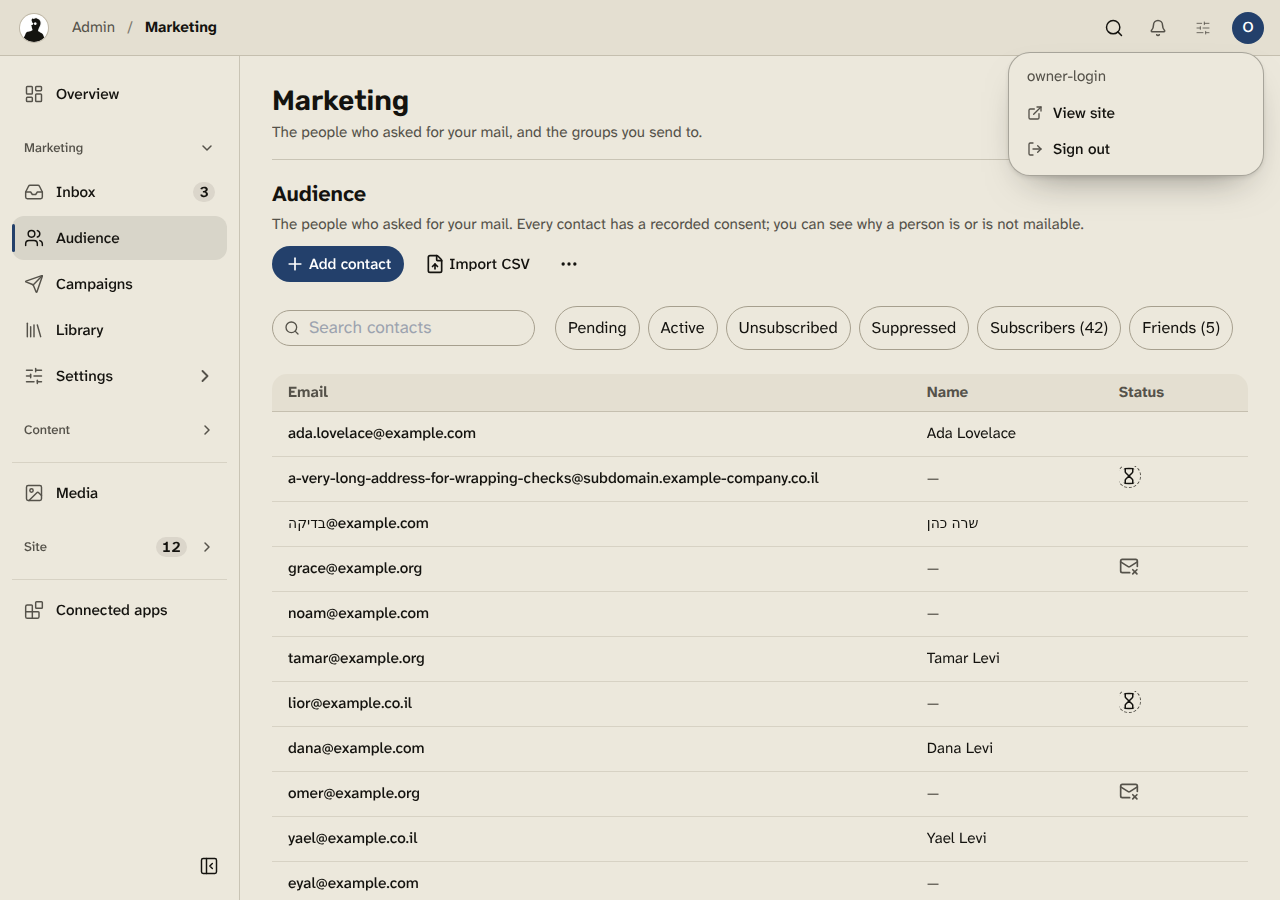 Admin / Marketing
O
owner-login
View site
Sign out
Overview
Marketing
Inbox 3
Audience
Campaigns
Library
Settings
Content
Media
Site 12
Connected apps
Marketing
The people who asked for your mail, and the groups you send to.
Audience
The people who asked for your mail. Every contact has a recorded consent; you can see why a person is or is not mailable.
Add contact Import CSV
Search contacts Pending Active Unsubscribed Suppressed Subscribers (42) Friends (5)
Email Name Status
ada.lovelace@example.com Ada Lovelace
a-very-long-address-for-wrapping-checks@subdomain.example-company.co.il —
בדיקה@example.com שרה כהן
grace@example.org —
noam@example.com —
tamar@example.org Tamar Levi
lior@example.co.il —
dana@example.com Dana Levi
omer@example.org —
yael@example.co.il Yael Levi
eyal@example.com —